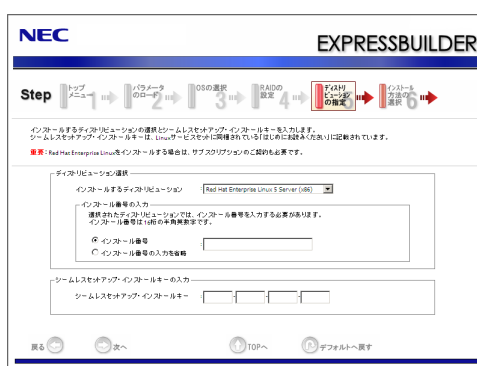 NEC
EXPRESSBUILDER
Step
トップ
メニュー 1
パラメータ
のロード 2
OSの選択
3
RAIDの
設定 4
ディストリ
ビューション
の指定 5
インストール
方法の
選択 6
インストールするディストリビューションの選択とシームレスセットアップ・インストールキーを入力します。
シームレスセットアップ・インストールキーは、Linuxサービスセットに同梱されている「はじめにお読みください」に記載されています。
重要：Red Hat Enterprise Linuxをインストールする場合は、サブスクリプションのご契約も必要です。
ディストリビューション選択
インストールするディストリビューション : Red Hat Enterprise Linux 5 Server (x86)
インストール番号の入力
選択されたディストリビューションでは、インストール番号を入力する必要があります。
インストール番号は16桁の半角英数字です。
インストール番号 :
インストール番号の入力を省略
シームレスセットアップ・インストールキーの入力
シームレスセットアップ・インストールキー : - - -
戻る 次へ TOPへ デフォルトへ戻す